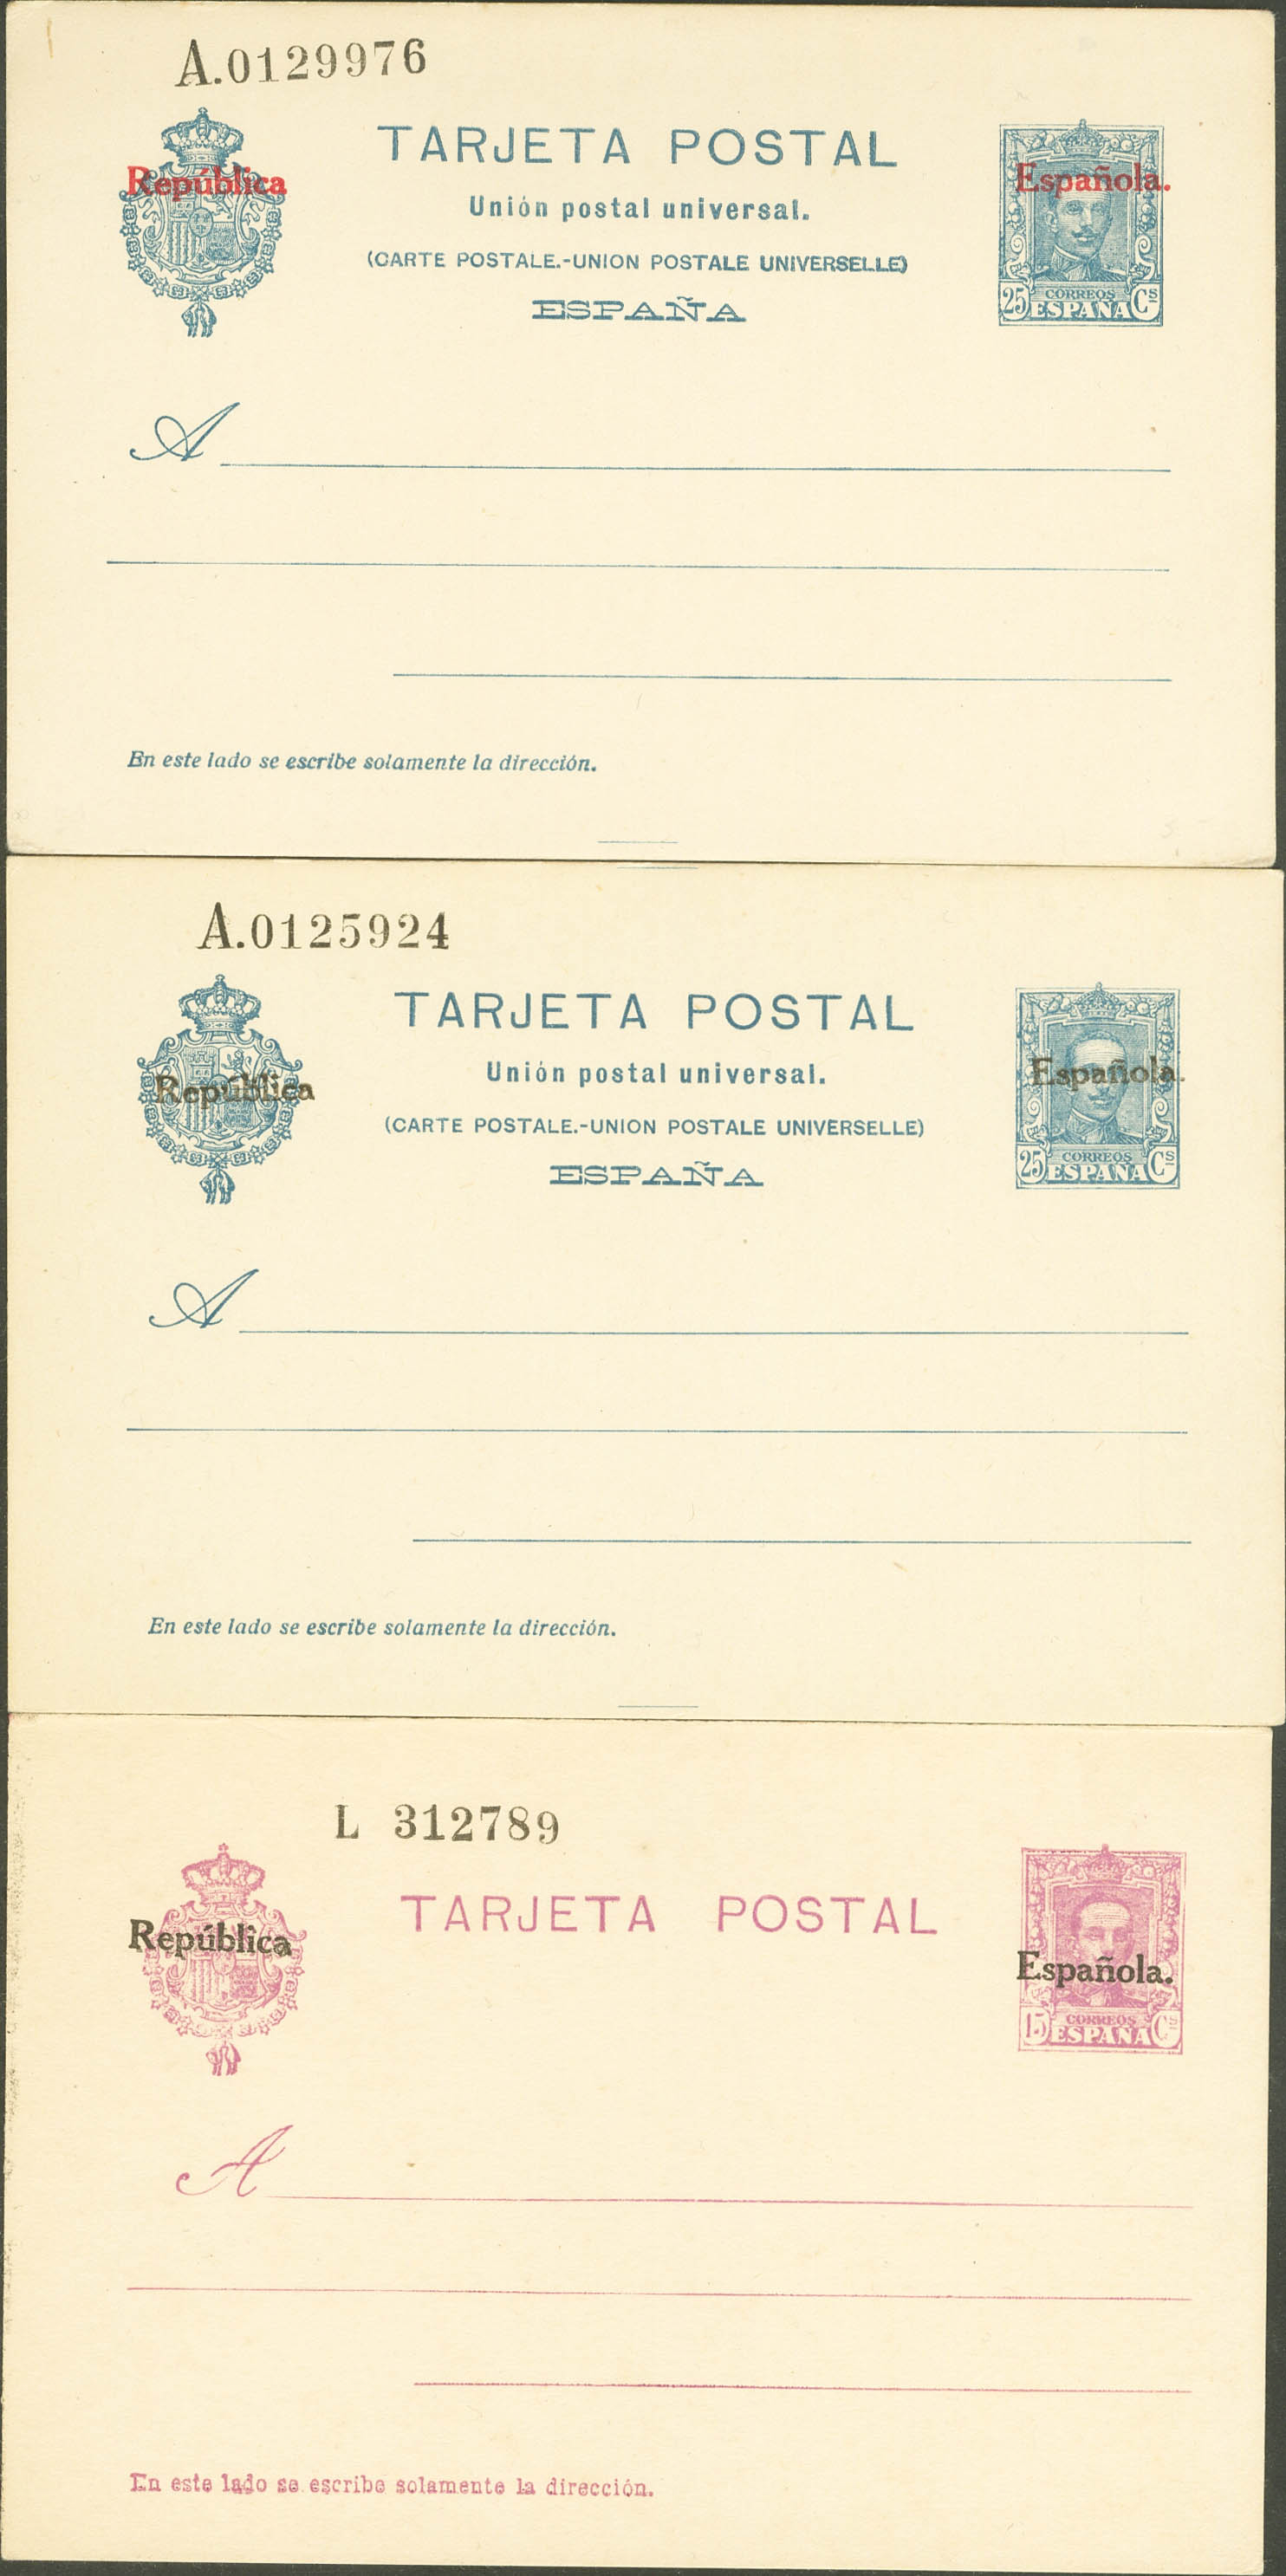 A.0129976
TARJETA POSTAL
República
Española.
Unión postal universal.
(CARTE POSTALE.-UNION POSTALE UNIVERSELLE)
25 CORREOS Cs
ESPAÑA
ESPAÑA
A
En este lado se escribe solamente la dirección.
A.0125924
TARJETA POSTAL
Unión postal universal.
República
Española.
(CARTE POSTALE.-UNION POSTALE UNIVERSELLE)
25 CORREOS Cs
ESPAÑA
ESPAÑA
A
En este lado se escribe solamente la dirección.
L 312789
TARJETA POSTAL
República
Española.
15 CORREOS Cs
ESPAÑA
A
En este lado se escribe solamente la dirección.